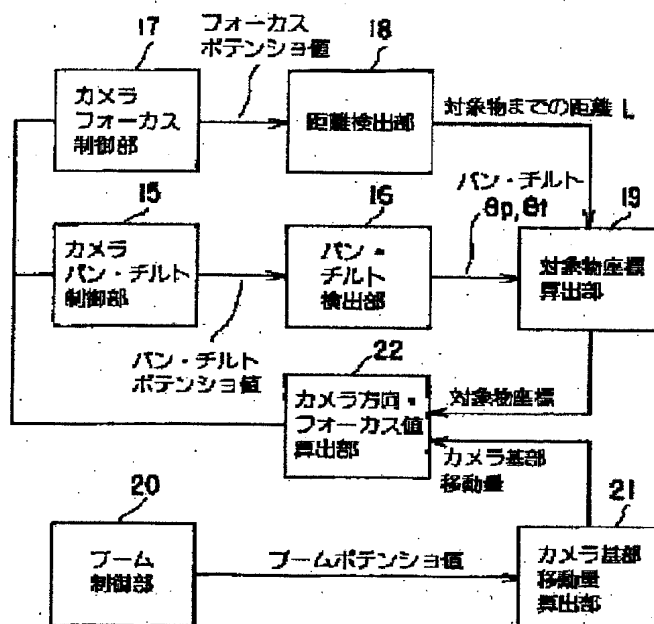 17
フォーカス
ポテンショ値
18
カメラ
フォーカス
制御部
距離検出部
対象物までの距離 L
15
16
パン・チルト
θp,θt
19
カメラ
パン・チルト
制御部
パン・
チルト
検出部
対象物座標
算出部
パン・チルト
ポテンショ値
22
カメラ方向・
フォーカス値
算出部
対象物座標
カメラ基部
移動量
20
21
ブーム
制御部
ブームポテンショ値
カメラ基部
移動量
算出部